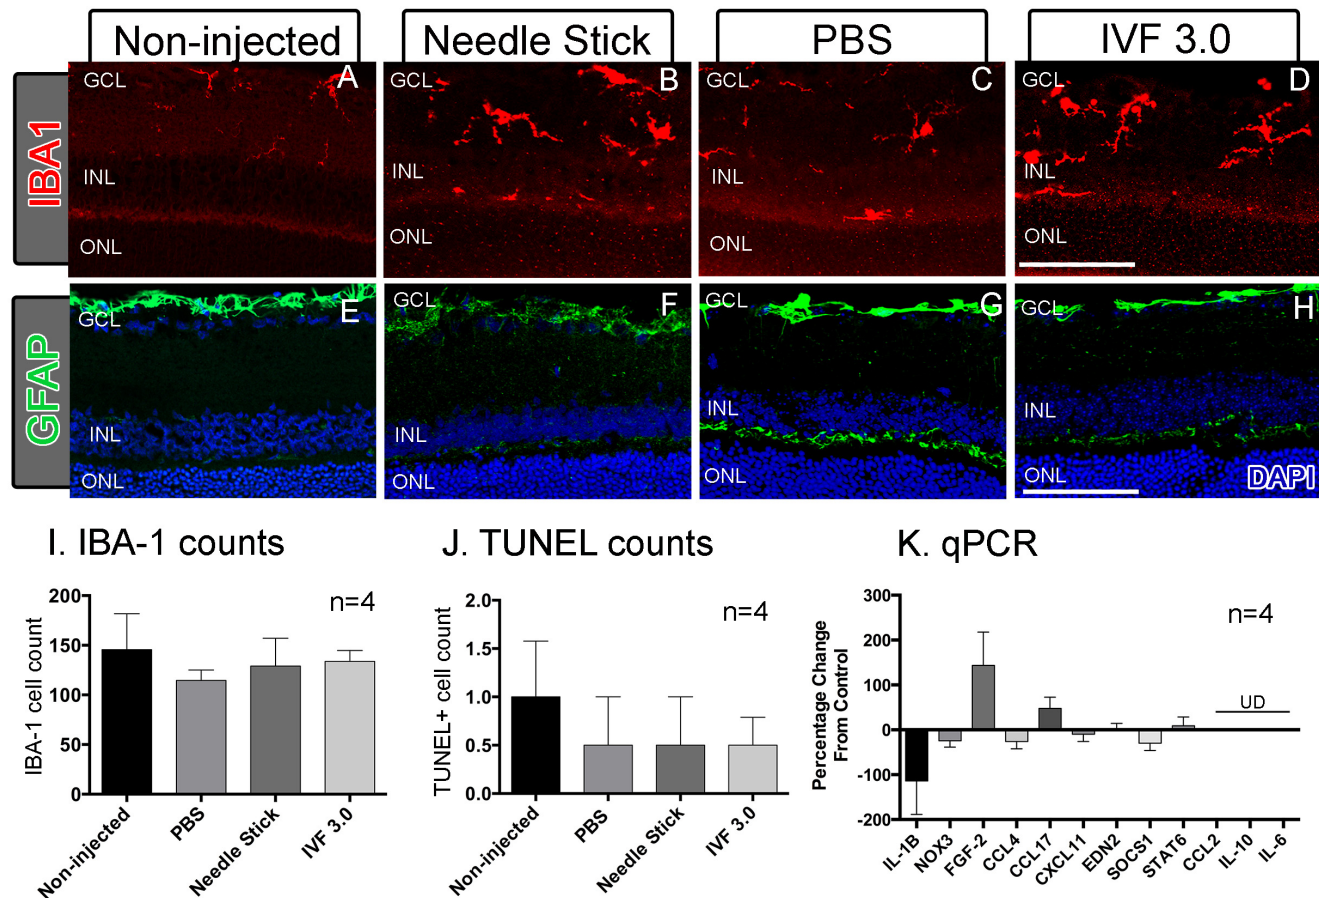 Non-injected
Needle Stick
PBS
IVF 3.0
IBA1
GCL
A
INL
ONL
GCL
B
INL
ONL
GCL
C
INL
ONL
GCL
D
INL
ONL
GFAP
GCL
E
INL
ONL
GCL
F
INL
ONL
GCL
G
INL
ONL
GCL
H
INL
ONL
DAPI
I. IBA-1 counts
n=4
IBA-1 cell count
200
150
100
50
0
Non-injected
PBS
Needle Stick
IVF 3.0
J. TUNEL counts
n=4
TUNEL+ cell count
2.0
1.5
1.0
0.5
0.0
Non-injected
PBS
Needle Stick
IVF 3.0
K. qPCR
n=4
Percentage Change
From Control
300
200
100
0
-100
-200
UD
IL-1B
NOX3
FGF-2
CCL4
CCL17
CXCL11
EDN2
SOCS1
STAT6
CCL2
IL-10
IL-6